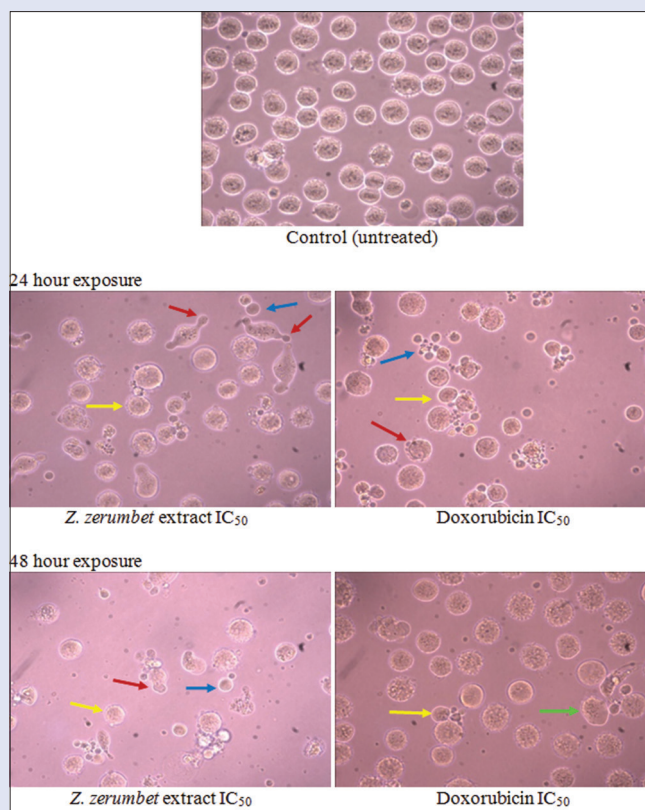 Control (untreated)
24 hour exposure
Z. zerumbet extract IC₅₀
Doxorubicin IC₅₀
48 hour exposure
Z. zerumbet extract IC₅₀
Doxorubicin IC₅₀